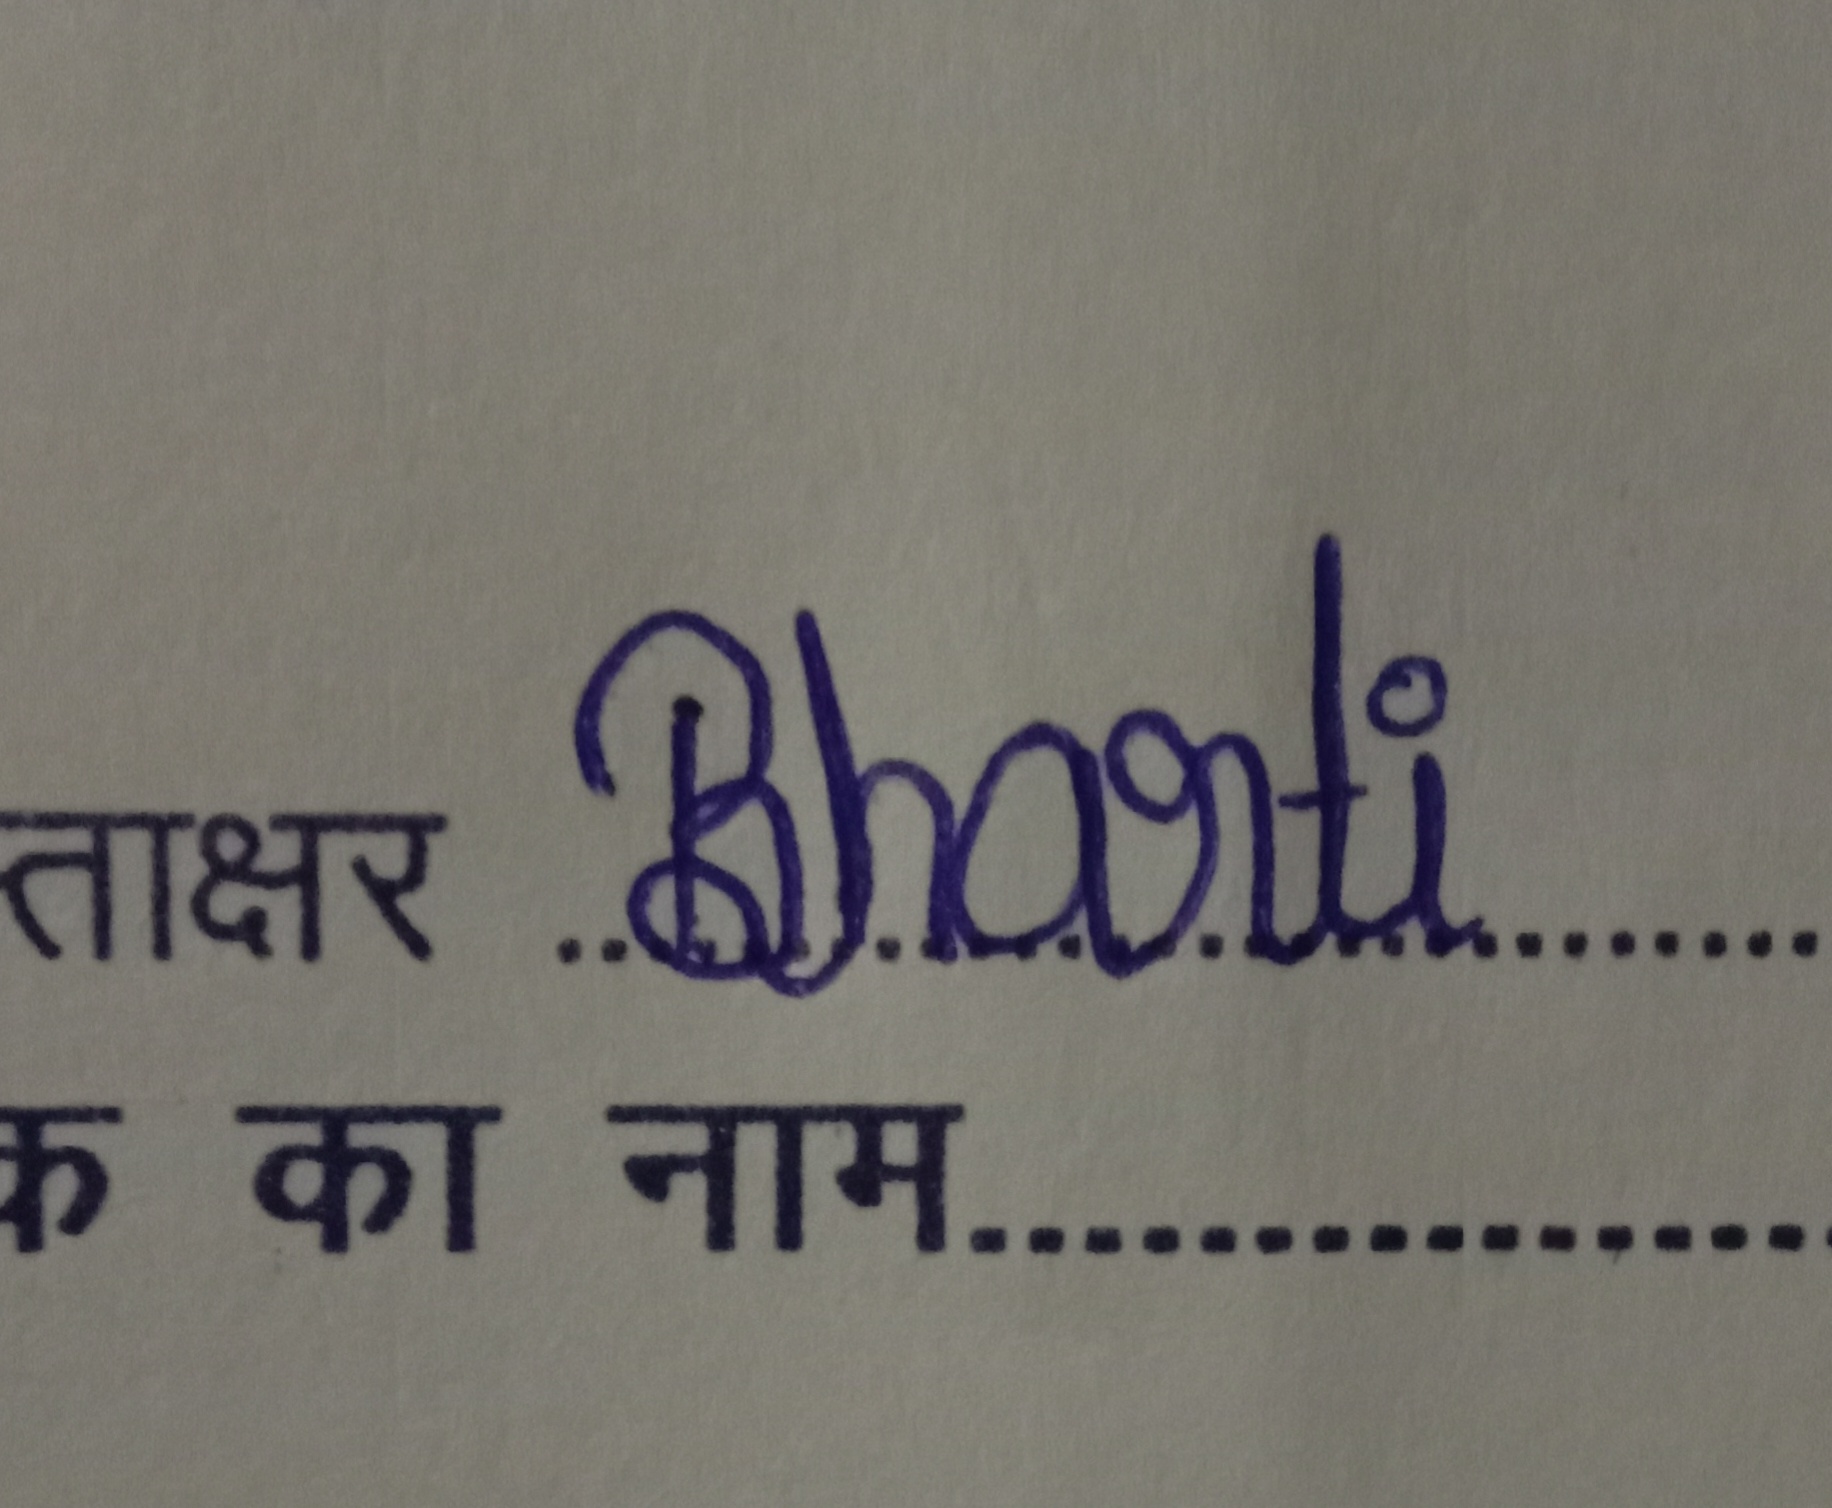 ताक्षर ..Bharti........
क का नाम...............